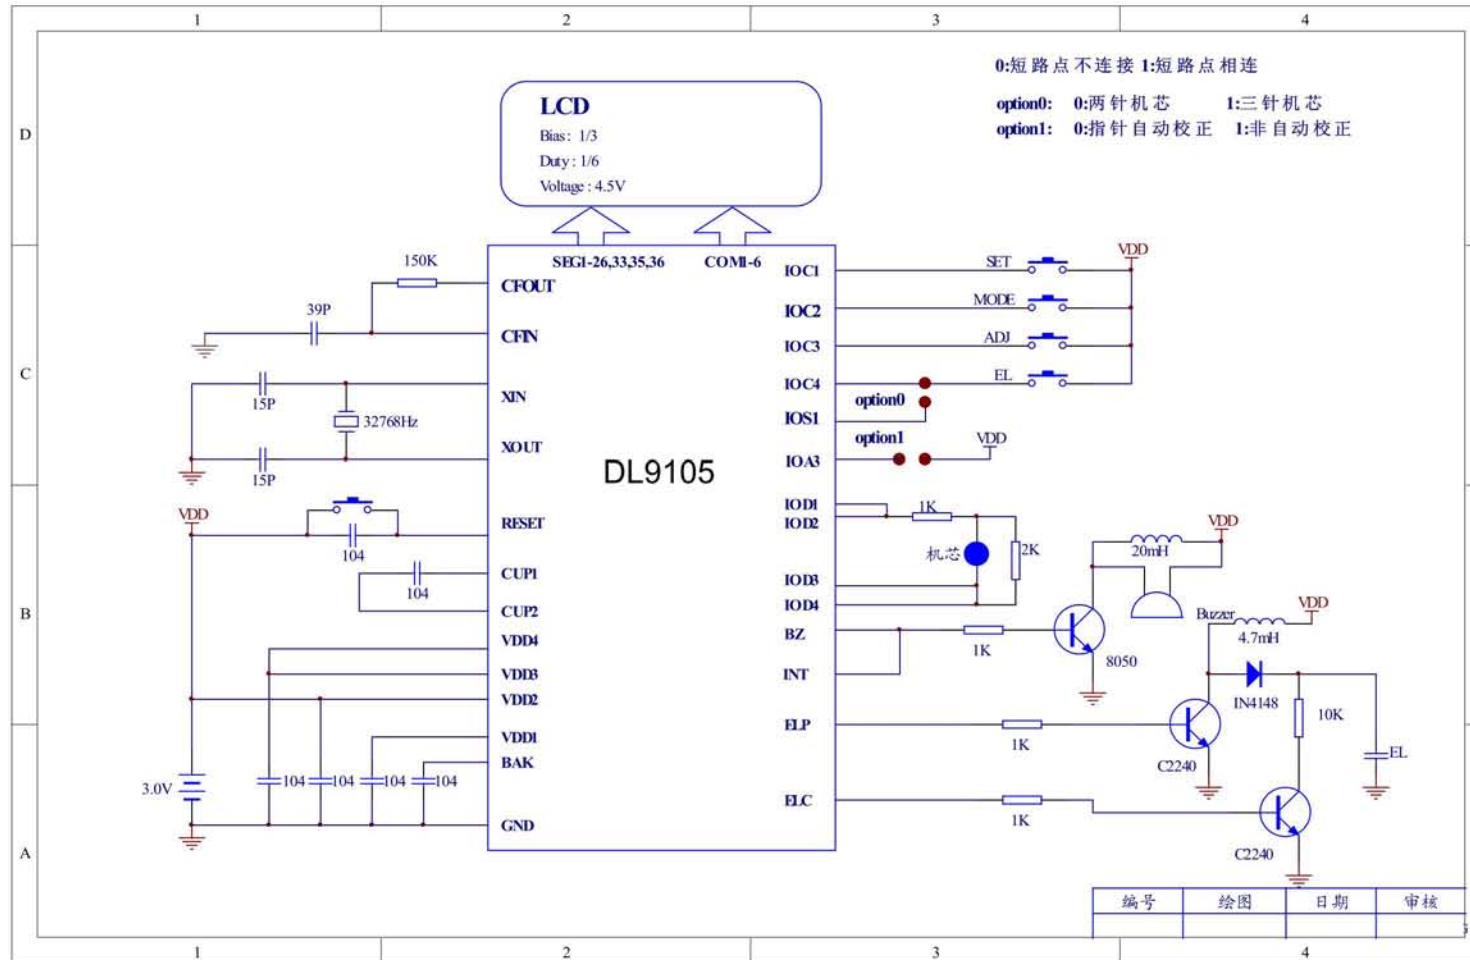 1 2 3 4
0:短路点不连接 1:短路点相连
option0: 0:两针机芯 1:三针机芯
option1: 0:指针自动校正 1:非自动校正
D
LCD
Bias: 1/3
Duty: 1/6
Voltage: 4.5V
SEG1-26,33,35,36 COM1-6
150K
CFOUT
39P
CFIN
C
15P
XIN
32768Hz
XOUT
15P
DL9105
VDD
RESET
104
CUP1
104
CUP2
B
VDD4
VDD3
VDD2
VDD1
BAK
3.0V
104 104 104 104
GND
A
IOC1 SET VDD
IOC2 MODE
IOC3 ADJ
IOC4 EL
option0
IOS1
option1 VDD
IOA3
IOD1
1K
IOD2
机芯 2K
IOD3
IOD4
VDD
20mH
BZ
1K
8050
Buzzer
INT
VDD
4.7mH
IN4148
10K
ELP
1K
C2240
EL
ELC
1K
C2240
编号 绘图 日期 审核
1 2 3 4